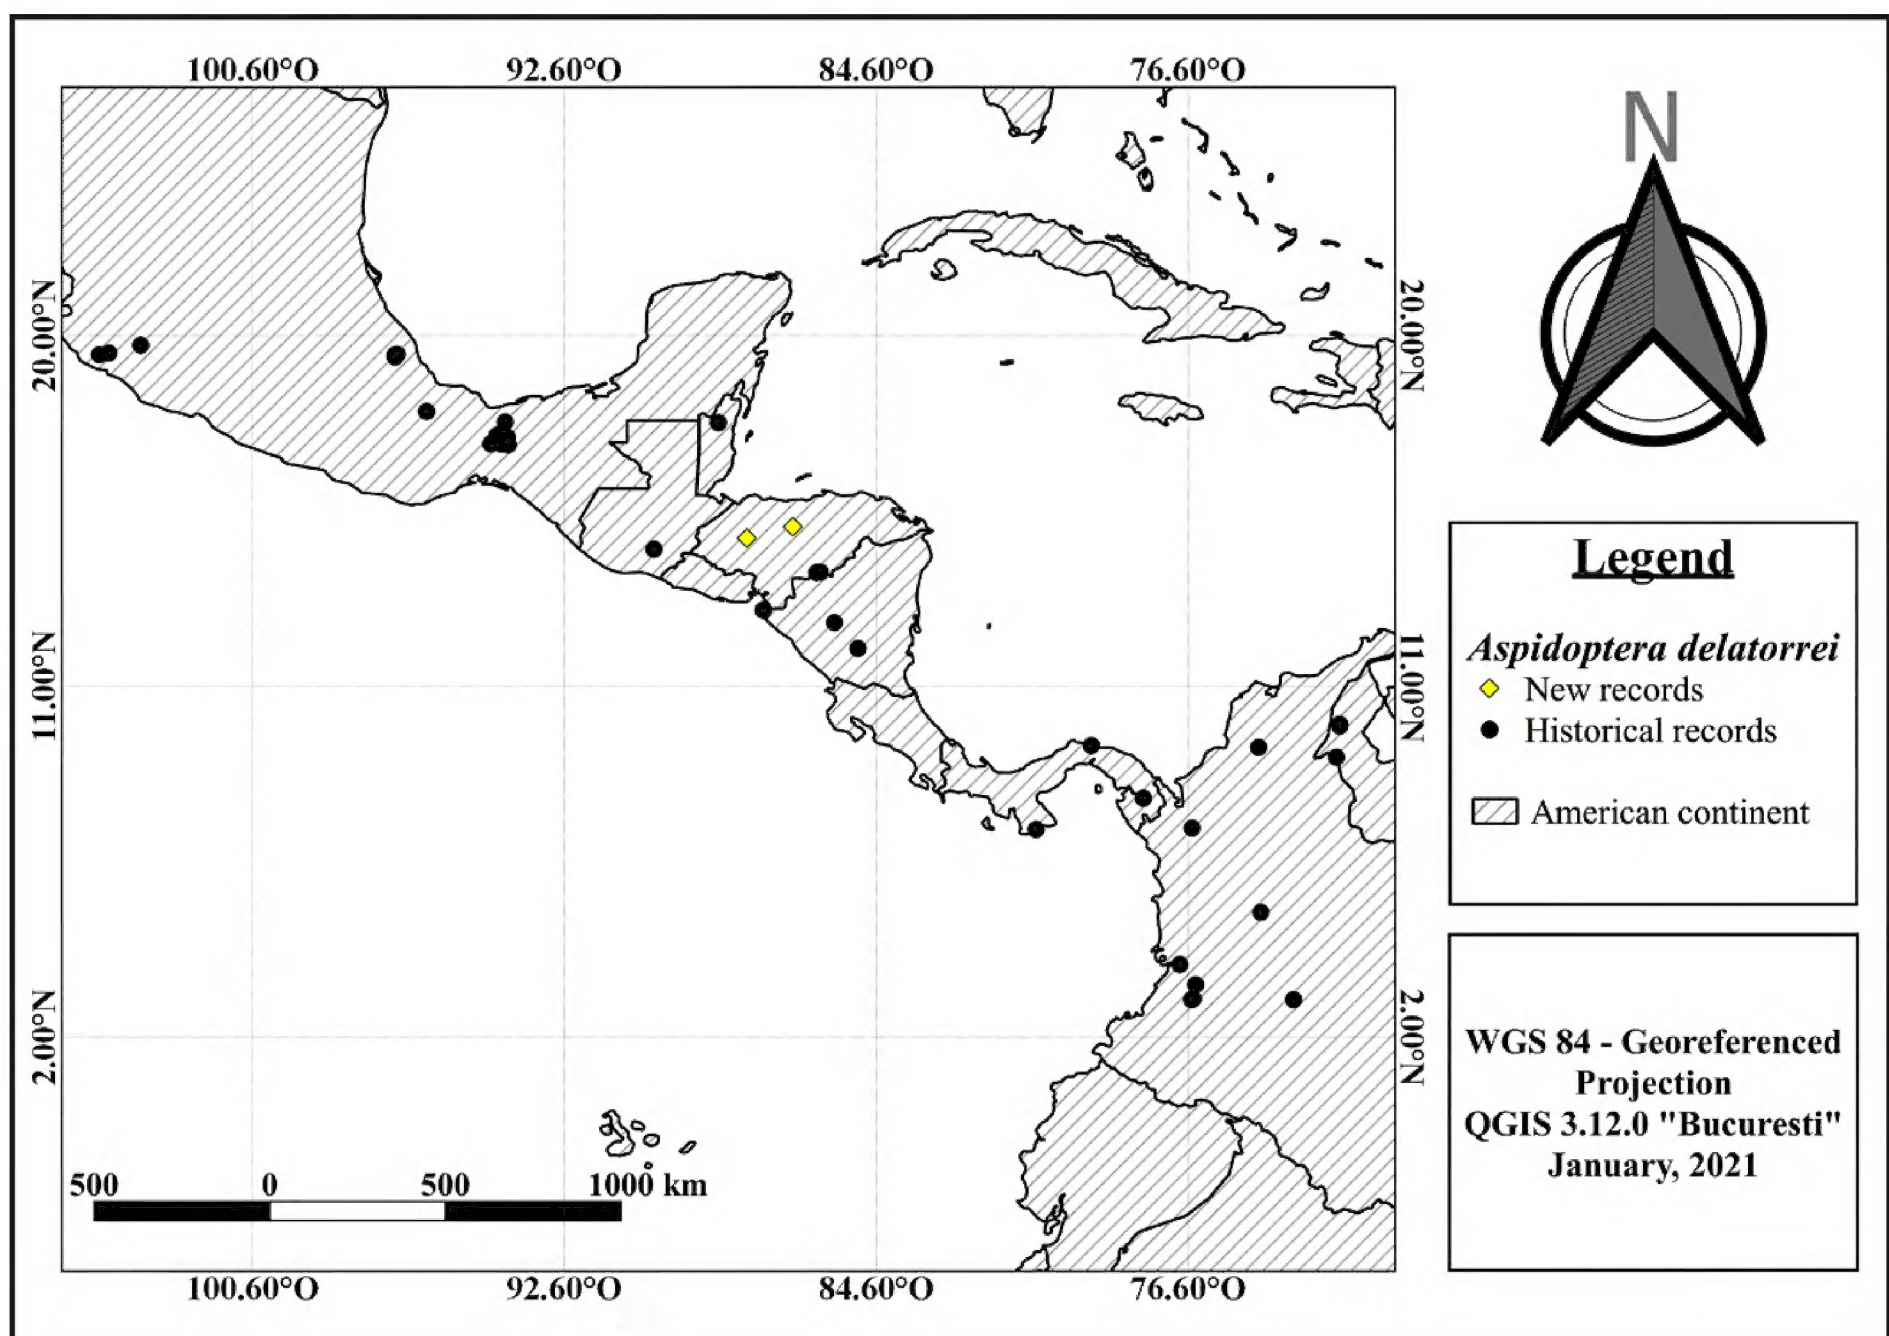 100.60°O 92.60°O 84.60°O 76.60°O
N
20.00°N 20.00°N
11.00°N 11.00°N
2.00°N 2.00°N
Legend
Aspidoptera delatorrei
New records
Historical records
American continent
WGS 84 - Georeferenced
Projection
QGIS 3.12.0 "Bucuresti"
January, 2021
500 0 500 1000 km
100.60°O 92.60°O 84.60°O 76.60°O